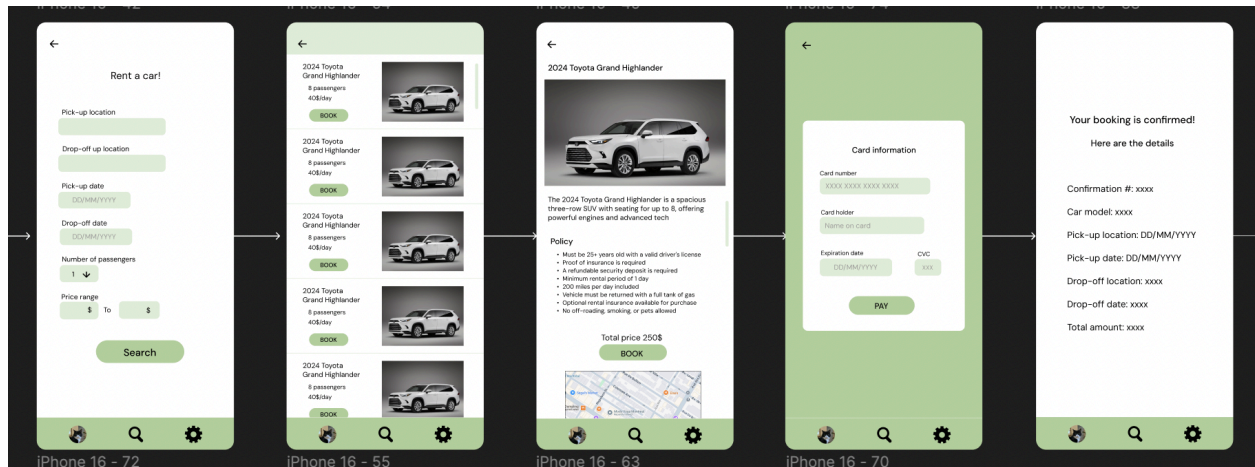 Rent a car!
Pick-up location
Drop-off up location
Pick-up date
DD/MM/YYYY
Drop-off date
DD/MM/YYYY
Number of passengers
1
Price range
$ To $
Search
iPhone 16 - 72
2024 Toyota
Grand Highlander
8 passengers
40$/day
BOOK
2024 Toyota
Grand Highlander
8 passengers
40$/day
BOOK
2024 Toyota
Grand Highlander
8 passengers
40$/day
BOOK
2024 Toyota
Grand Highlander
8 passengers
40$/day
BOOK
2024 Toyota
Grand Highlander
8 passengers
40$/day
BOOK
iPhone 16 - 55
2024 Toyota Grand Highlander
The 2024 Toyota Grand Highlander is a spacious
three-row SUV with seating for up to 8, offering
powerful engines and advanced tech
Policy
• Must be 25+ years old with a valid driver's license
• Proof of insurance is required
• A refundable security deposit is required
• Minimum rental period of 1 day
• 200 miles per day included
• Vehicle must be returned with a full tank of gas
• Optional rental insurance available for purchase
• No off-roading, smoking, or pets allowed
Total price 250$
BOOK
iPhone 16 - 63
Card information
Card number
XXXX XXXX XXXX XXXX
Card holder
Name on card
Expiration date
CVC
DD/MM/YYYY
XXX
PAY
iPhone 16 - 70
Your booking is confirmed!
Here are the details
Confirmation #: xxxx
Car model: xxxx
Pick-up location: DD/MM/YYYY
Pick-up date: DD/MM/YYYY
Drop-off location: xxxx
Drop-off date: xxxx
Total amount: xxxx